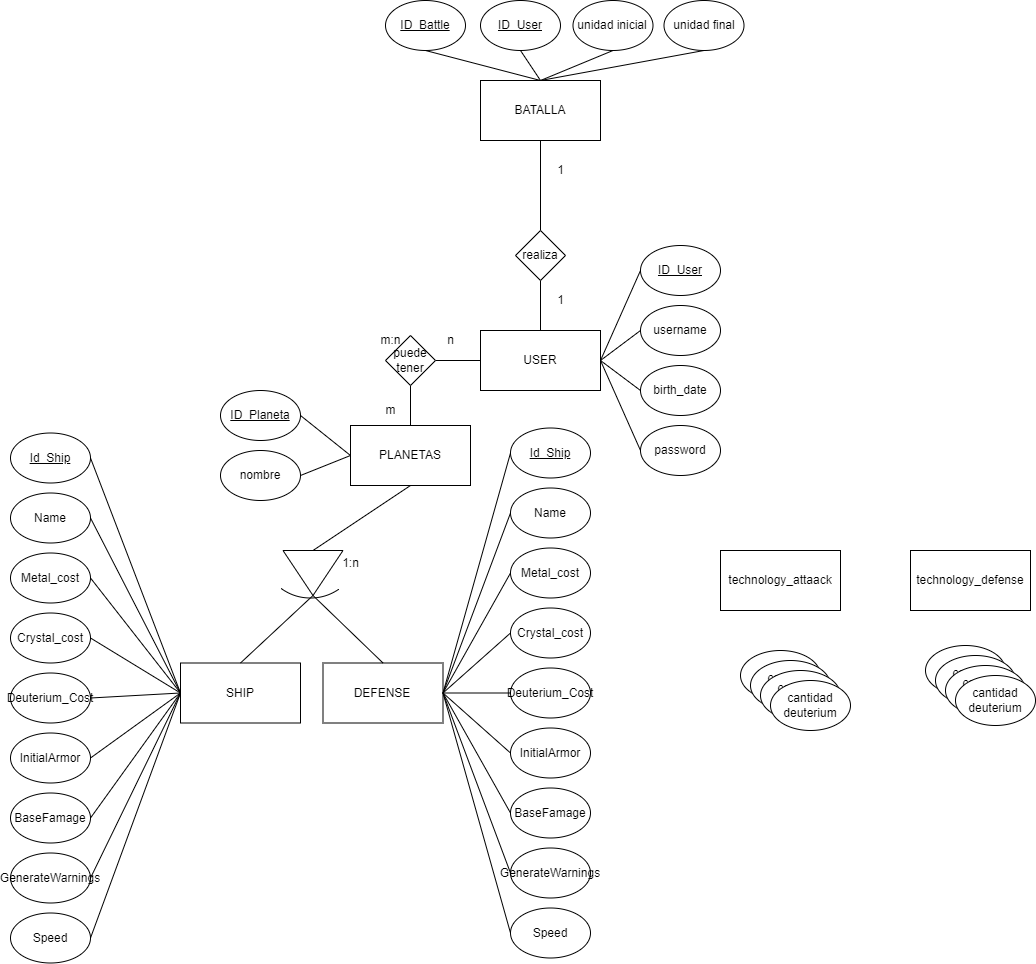 ID_Battle
ID_User
unidad inicial
unidad final
BATALLA
1
realiza
1
ID_User
username
birth_date
password
USER
n
m:n
puede
tener
m
ID_Planeta
nombre
PLANETAS
1:n
Id_Ship
Name
Metal_cost
Crystal_cost
Deuterium_Cost
InitialArmor
BaseFamage
GenerateWarnings
Speed
SHIP
DEFENSE
Id_Ship
Name
Metal_cost
Crystal_cost
Deuterium_Cost
InitialArmor
BaseFamage
GenerateWarnings
Speed
technology_attaack
technology_defense
cantidad
deuterium
cantidad
deuterium